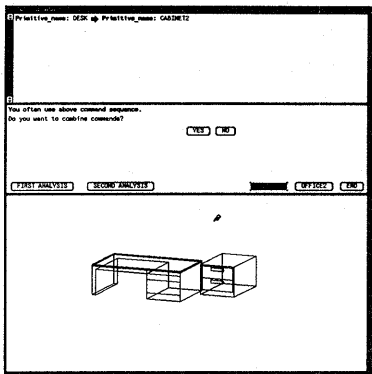 Primitive_name: DESK ⇒ Primitive_name: CABINET2
You often use above command sequence.
Do you want to combine commands?
YES NO
FIRST ANALYSIS SECOND ANALYSIS OFFICE2 END